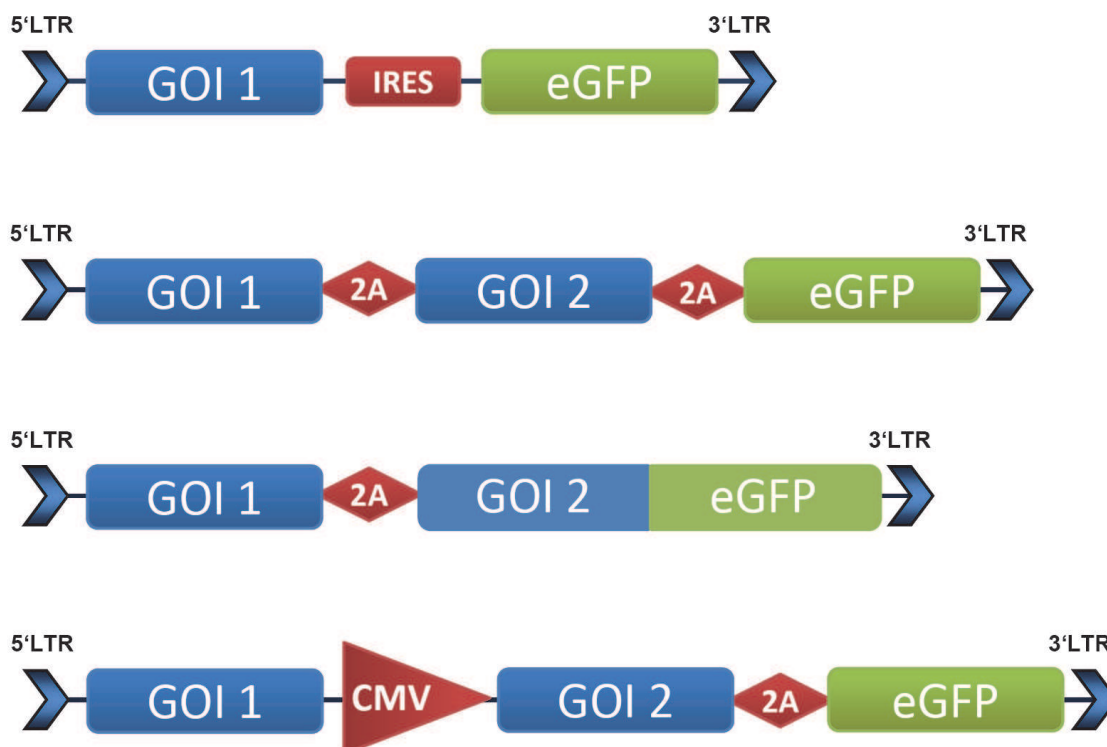 5‘LTR 3‘LTR
GOI 1 IRES eGFP
5‘LTR 3‘LTR
GOI 1 2A GOI 2 2A eGFP
5‘LTR 3‘LTR
GOI 1 2A GOI 2 eGFP
5‘LTR 3‘LTR
GOI 1 CMV GOI 2 2A eGFP